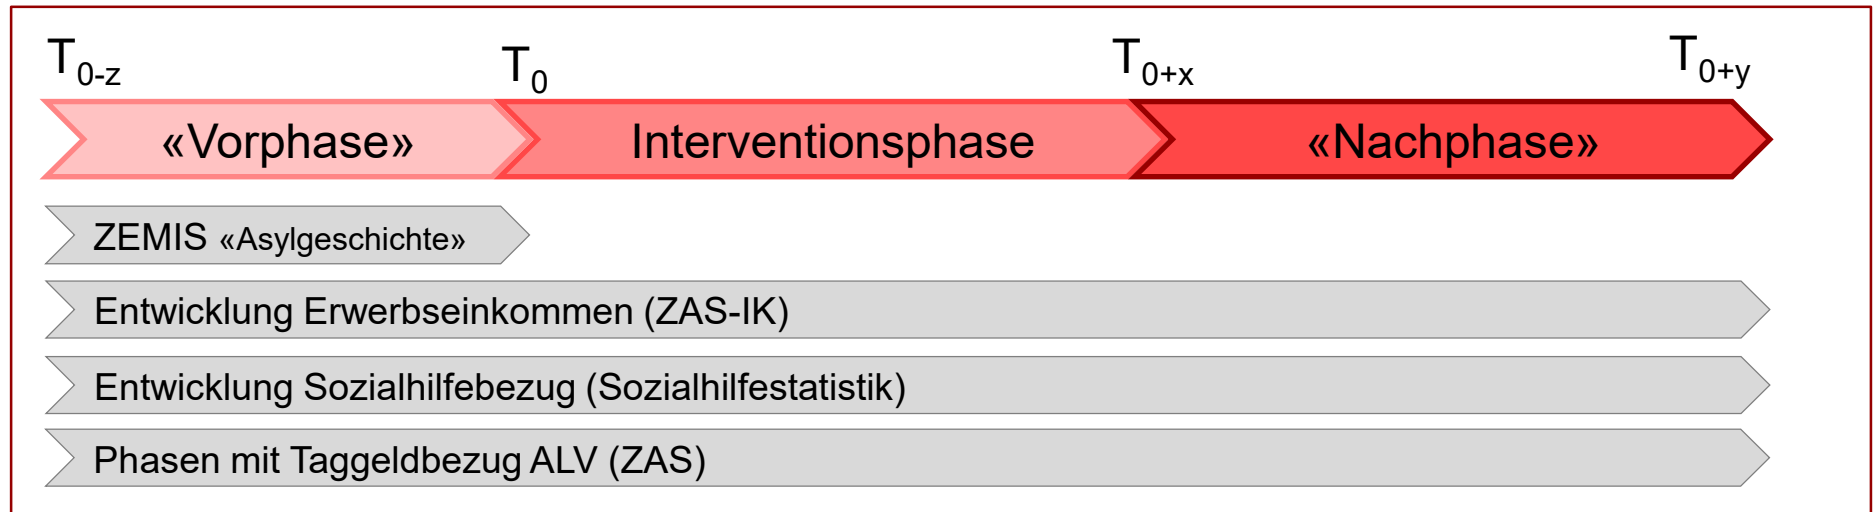 T0-z T0 T0+x T0+y
«Vorphase» Interventionsphase «Nachphase»
ZEMIS «Asylgeschichte»
Entwicklung Erwerbseinkommen (ZAS-IK)
Entwicklung Sozialhilfebezug (Sozialhilfestatistik)
Phasen mit Taggeldbezug ALV (ZAS)